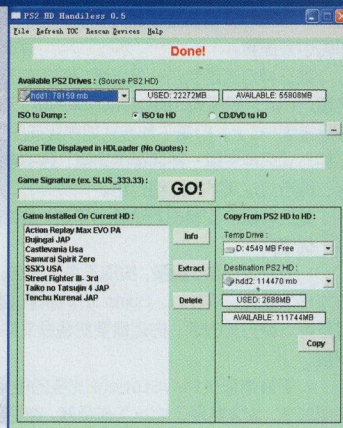 PS2 HD Handiless 0.5
File Refresh TOC Rescan Devices Help
Done!
Available PS2 Drives : (Source PS2 HD)
hdd1: 78159 mb USED: 22272MB AVAILABLE: 55808MB
ISO to Dump : ISO to HD CD/DVD to HD
...
Game Title Displayed in HDLoader (No Quotes) :
Game Signature (ex. SLUS_333.33) :
GO!
Game Installed On Current HD :
Action Replay Max EVO PA
Bujingai JAP
Castlevania Usa
Samurai Spirit Zero
SSX3 USA
Street Fighter III- 3rd
Taiko no Tatsujin 4 JAP
Tenchu Kurenai JAP
Info
Extract
Delete
Copy From PS2 HD to HD :
Temp Drive :
D: 4549 MB Free
Destination PS2 HD :
hdd2: 114470 mb
USED: 2688MB
AVAILABLE: 111744MB
Copy